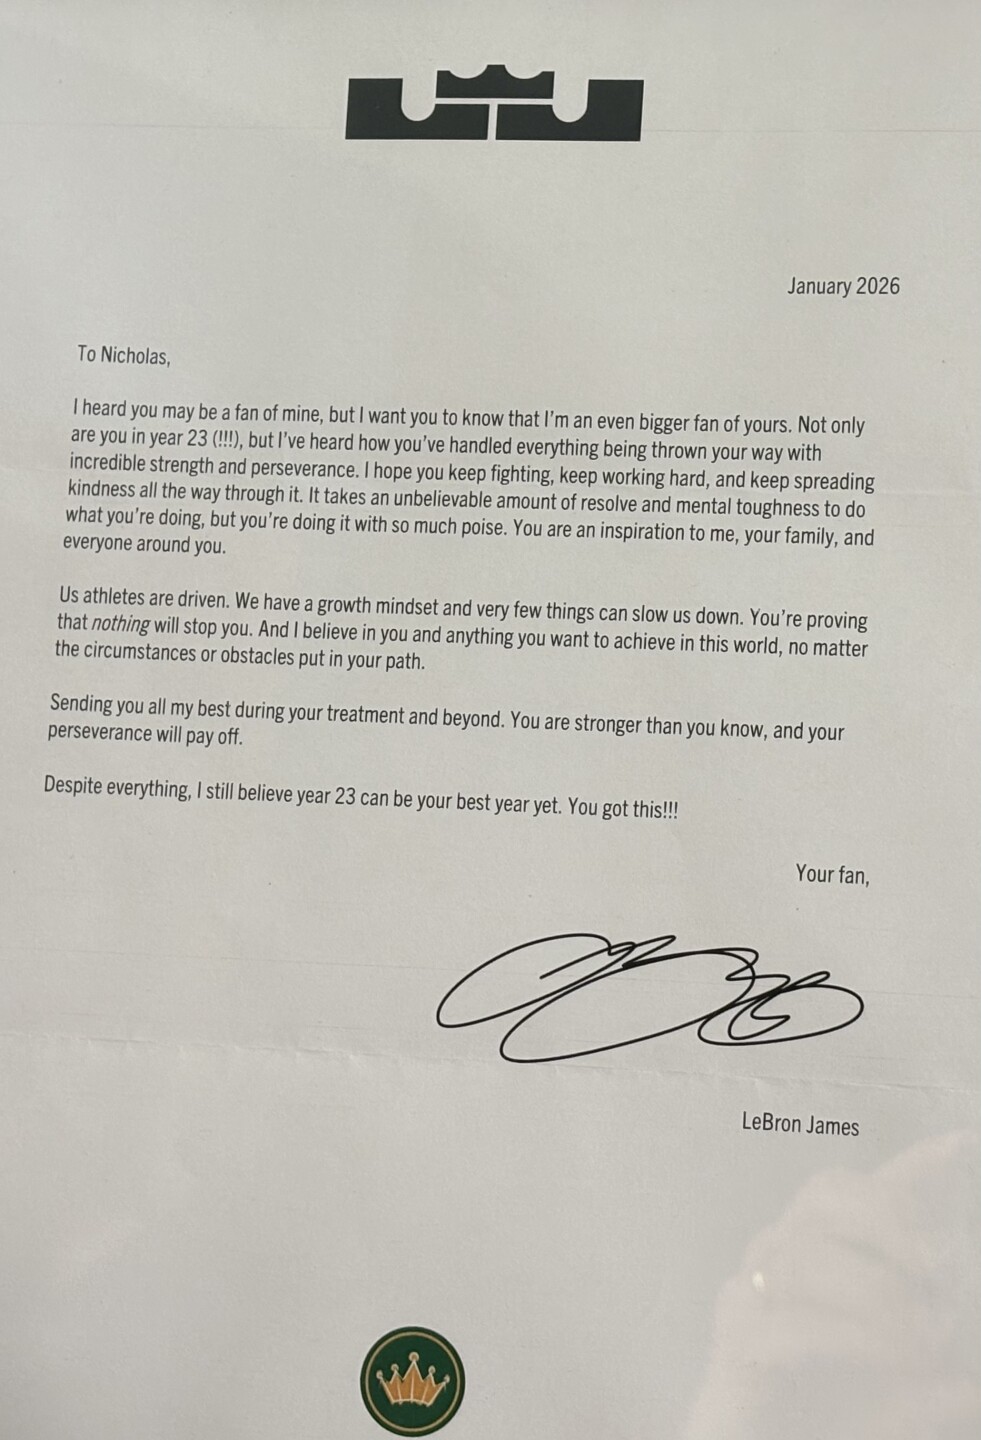 January 2026
To Nicholas,
I heard you may be a fan of mine, but I want you to know that I'm an even bigger fan of yours. Not only
are you in year 23 (!!!), but I've heard how you've handled everything being thrown your way with
incredible strength and perseverance. I hope you keep fighting, keep working hard, and keep spreading
kindness all the way through it. It takes an unbelievable amount of resolve and mental toughness to do
what you're doing, but you're doing it with so much poise. You are an inspiration to me, your family, and
everyone around you.
Us athletes are driven. We have a growth mindset and very few things can slow us down. You're proving
that nothing will stop you. And I believe in you and anything you want to achieve in this world, no matter
the circumstances or obstacles put in your path.
Sending you all my best during your treatment and beyond. You are stronger than you know, and your
perseverance will pay off.
Despite everything, I still believe year 23 can be your best year yet. You got this!!!
Your fan,
LeBron James